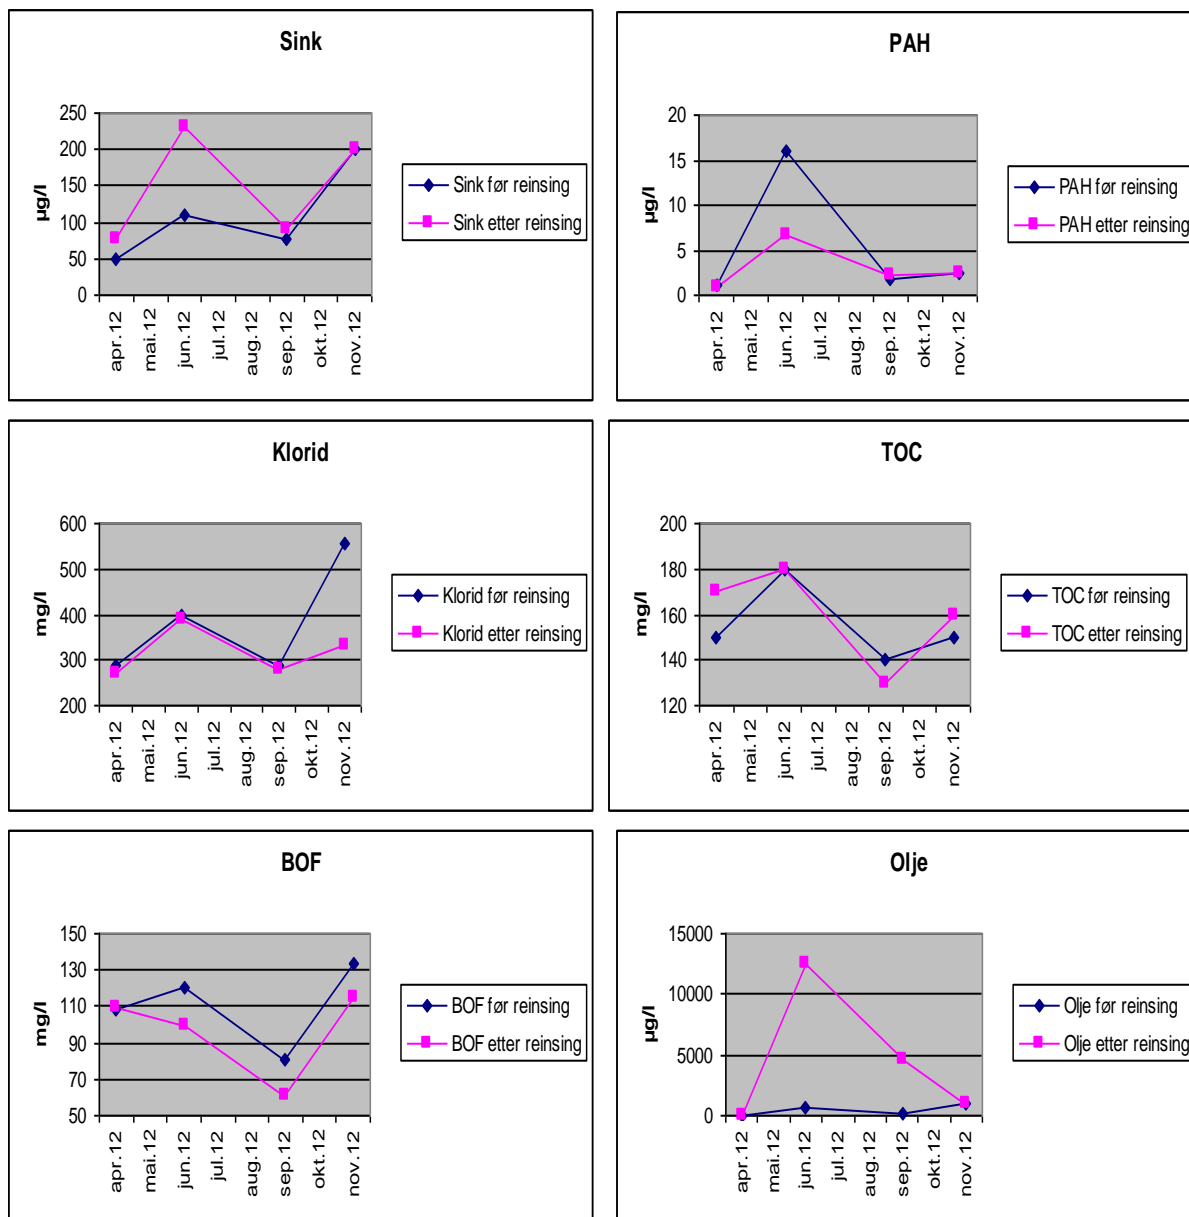 Sink
250
200
150
100
50
0
µg/l
apr.12
mai.12
jun.12
jul.12
aug.12
sep.12
okt.12
nov.12
Sink før reinsing
Sink etter reinsing
PAH
20
15
10
5
0
µg/l
apr.12
mai.12
jun.12
jul.12
aug.12
sep.12
okt.12
nov.12
PAH før reinsing
PAH etter reinsing
Klorid
600
500
400
300
200
mg/l
apr.12
mai.12
jun.12
jul.12
aug.12
sep.12
okt.12
nov.12
Klorid før reinsing
Klorid etter reinsing
TOC
200
180
160
140
120
mg/l
apr.12
mai.12
jun.12
jul.12
aug.12
sep.12
okt.12
nov.12
TOC før reinsing
TOC etter reinsing
BOF
150
130
110
90
70
50
mg/l
apr.12
mai.12
jun.12
jul.12
aug.12
sep.12
okt.12
nov.12
BOF før reinsing
BOF etter reinsing
Olje
15000
10000
5000
0
µg/l
apr.12
mai.12
jun.12
jul.12
aug.12
sep.12
okt.12
nov.12
Olje før reinsing
Olje etter reinsing